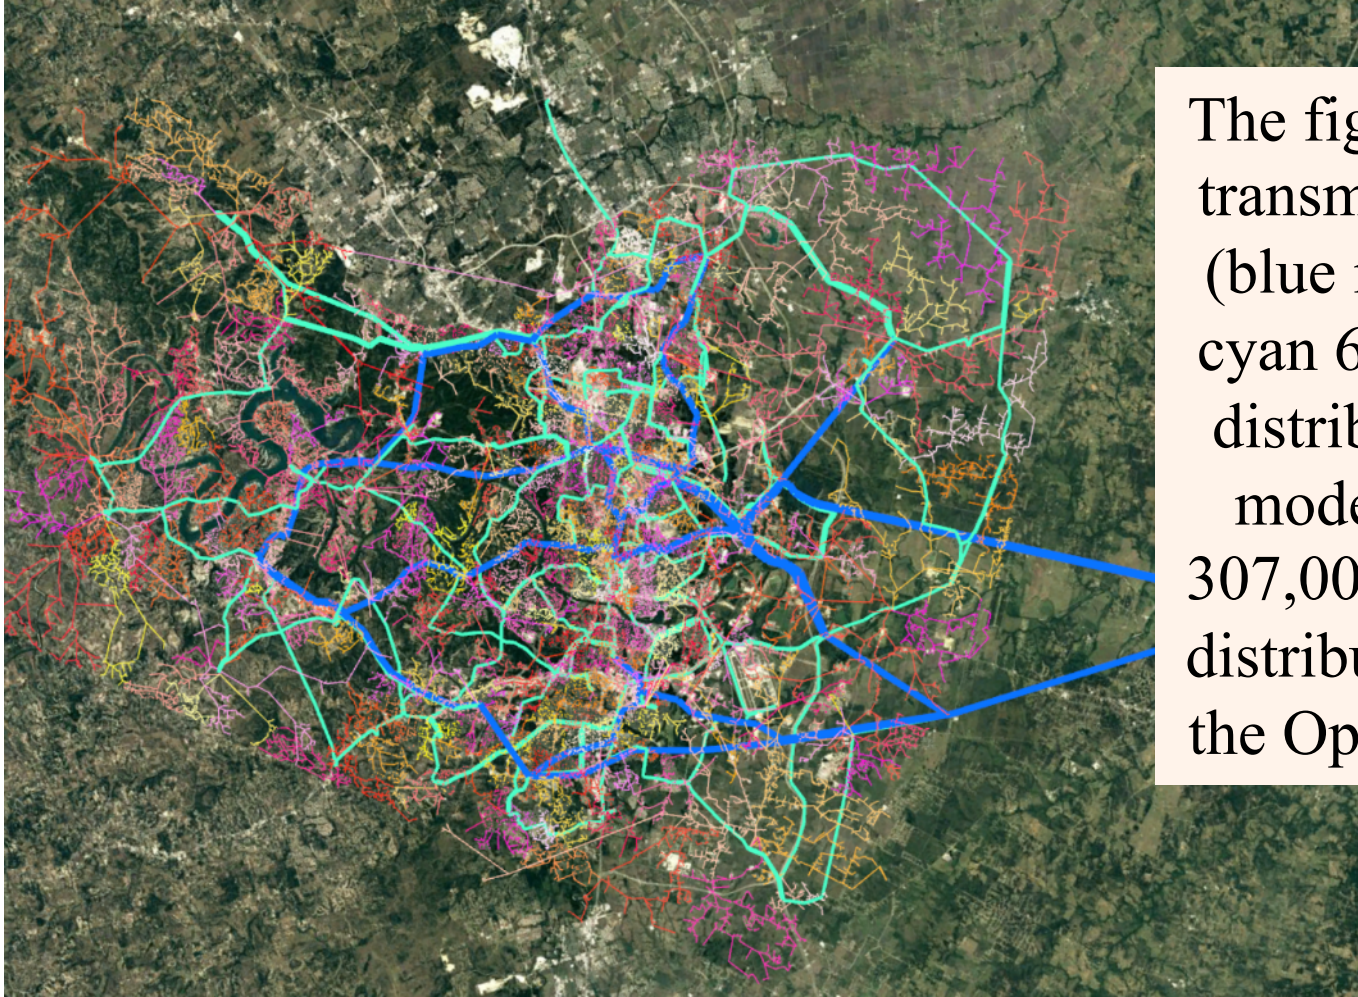 The fig
transm
(blue
cyan 6
distrib
mode
307,00
distribu
the Op